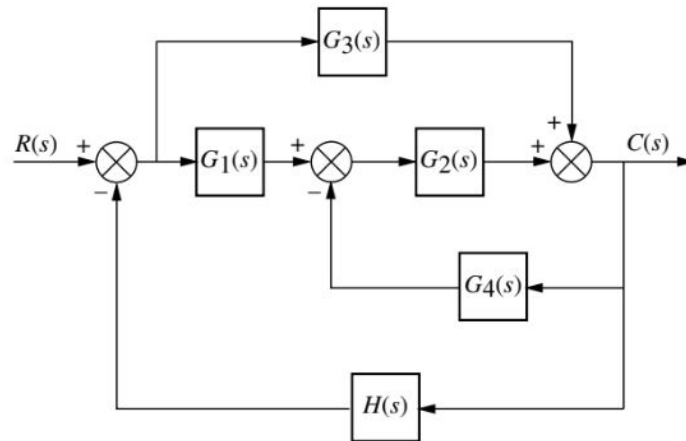 G3(s)
+
R(s) + G1(s) + G2(s) + C(s)
− −
G4(s)
H(s)